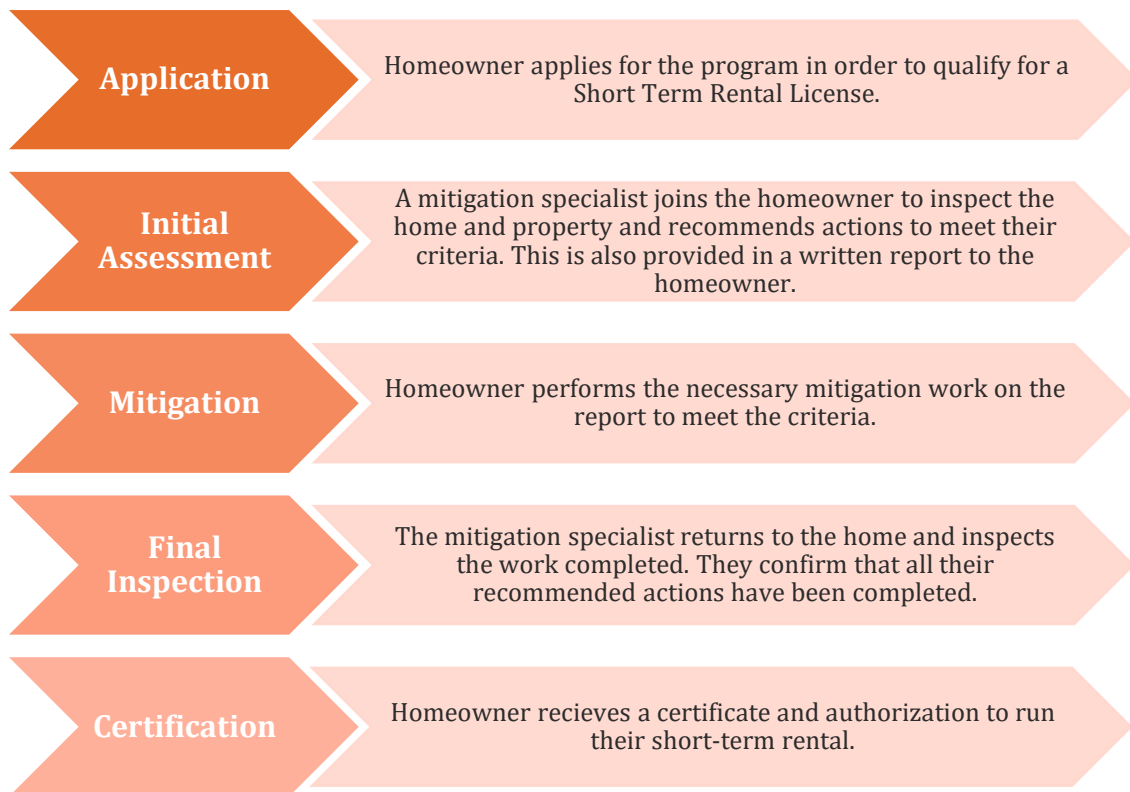 Application
Homeowner applies for the program in order to qualify for a
Short Term Rental License.
Initial
Assessment
A mitigation specialist joins the homeowner to inspect the
home and property and recommends actions to meet their
criteria. This is also provided in a written report to the
homeowner.
Mitigation
Homeowner performs the necessary mitigation work on the
report to meet the criteria.
Final
Inspection
The mitigation specialist returns to the home and inspects
the work completed. They confirm that all their
recommended actions have been completed.
Certification
Homeowner recieves a certificate and authorization to run
their short-term rental.